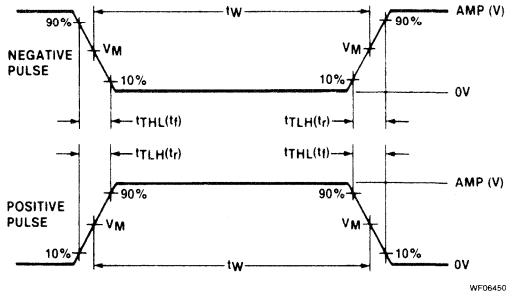 tW
AMP (V)
90%
90%
NEGATIVE
PULSE
VM
VM
10%
10%
0V
tTHL(tf)
tTLH(tr)
tTLH(tr)
tTHL(tf)
AMP (V)
90%
90%
POSITIVE
PULSE
VM
VM
10%
10%
tW
0V
WF06450